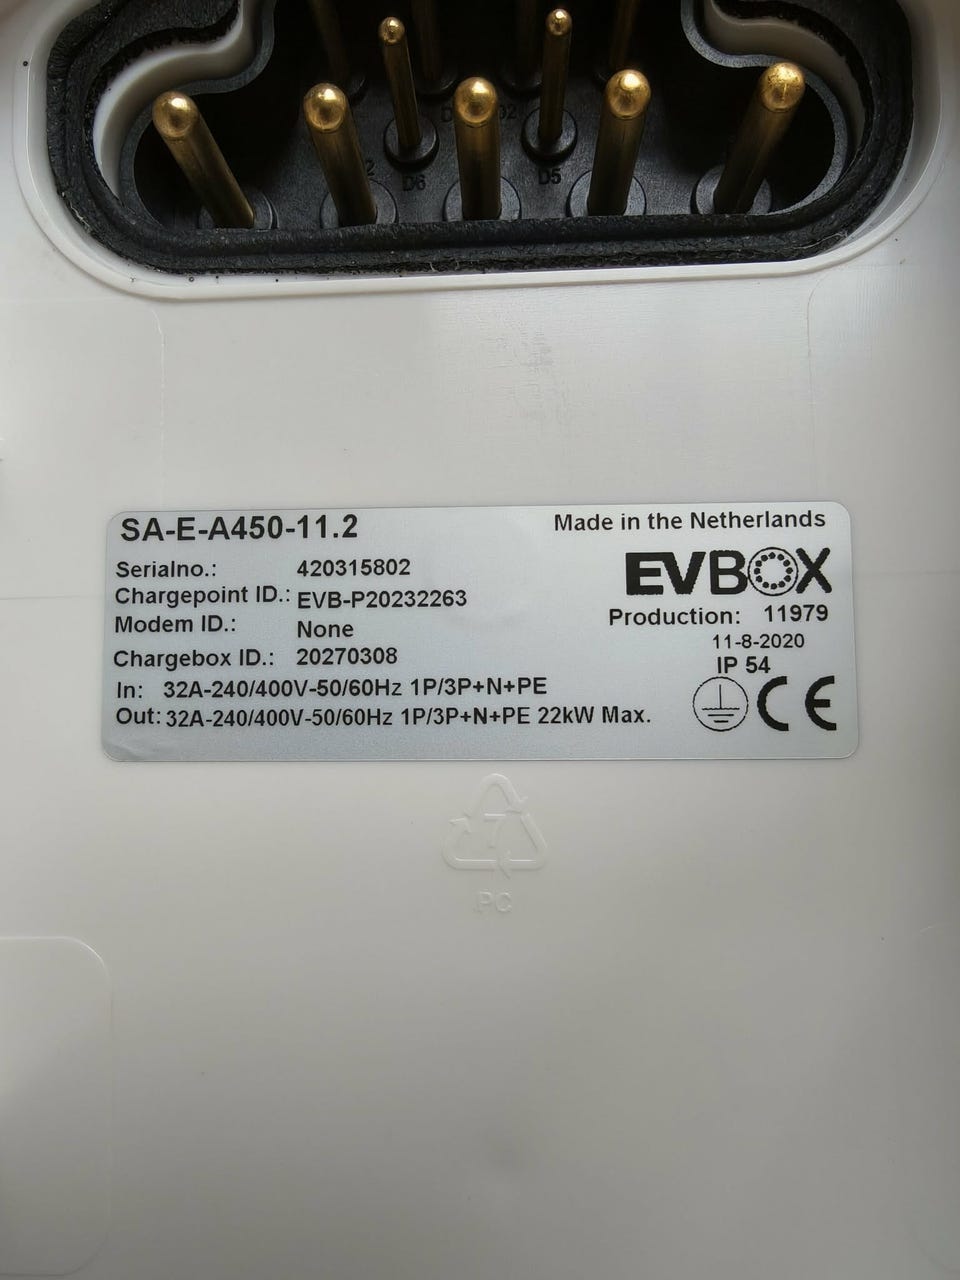 D6
D5
SA-E-A450-11.2
Made in the Netherlands
EVBOX
Serialno.: 420315802
Chargepoint ID.: EVB-P20232263
Modem ID.: None
Chargebox ID.: 20270308
In: 32A-240/400V-50/60Hz 1P/3P+N+PE
Out: 32A-240/400V-50/60Hz 1P/3P+N+PE 22kW Max.
Production: 11979
11-8-2020
IP 54
CE
7
PC